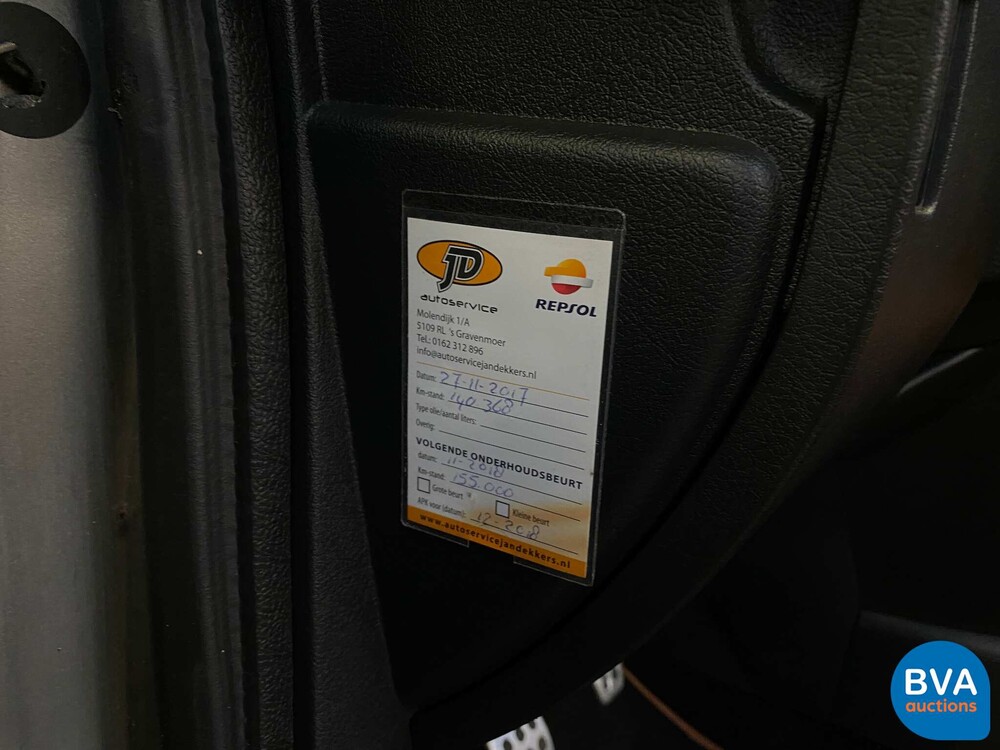 JD
autoservice
REPSOL
Molendijk 1/A
5109 RL 's Gravenmoer
Tel.: 0162 312 896
info@autoservicejandekkers.nl
Datum: 27-11-2017
Km-stand: 140.368
Type olie/aantal liters:
Overig:
VOLGENDE ONDERHOUDSBEURT
datum: 11-2018
Km-stand: 155.000
Grote beurt Kleine beurt
APK voor (datum): 12-2018
www.autoservicejandekkers.nl
BVA
auctions